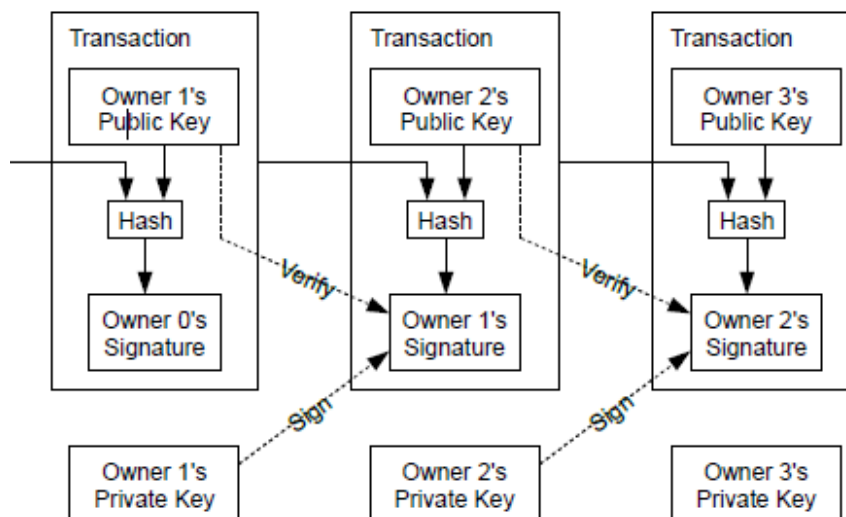 Transaction
Owner 1's
Public Key
Hash
Owner 0's
Signature
Transaction
Owner 2's
Public Key
Hash
Owner 1's
Signature
Transaction
Owner 3's
Public Key
Hash
Owner 2's
Signature
Verify
Verify
Sign
Sign
Owner 1's
Private Key
Owner 2's
Private Key
Owner 3's
Private Key